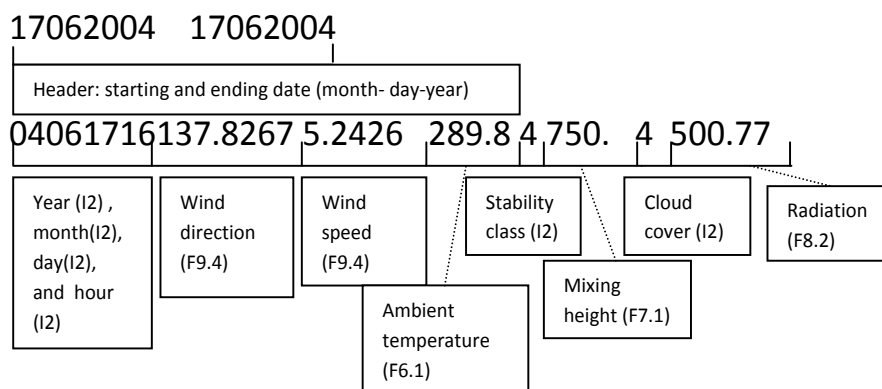 17062004 17062004
Header: starting and ending date (month- day-year)
04061716137.8267 5.2426 289.8 4 750. 4 500.77
Year (I2) ,
month(I2),
day(I2),
and hour
(I2)
Wind
direction
(F9.4)
Wind
speed
(F9.4)
Ambient
temperature
(F6.1)
Stability
class (I2)
Mixing
height (F7.1)
Cloud
cover (I2)
Radiation
(F8.2)